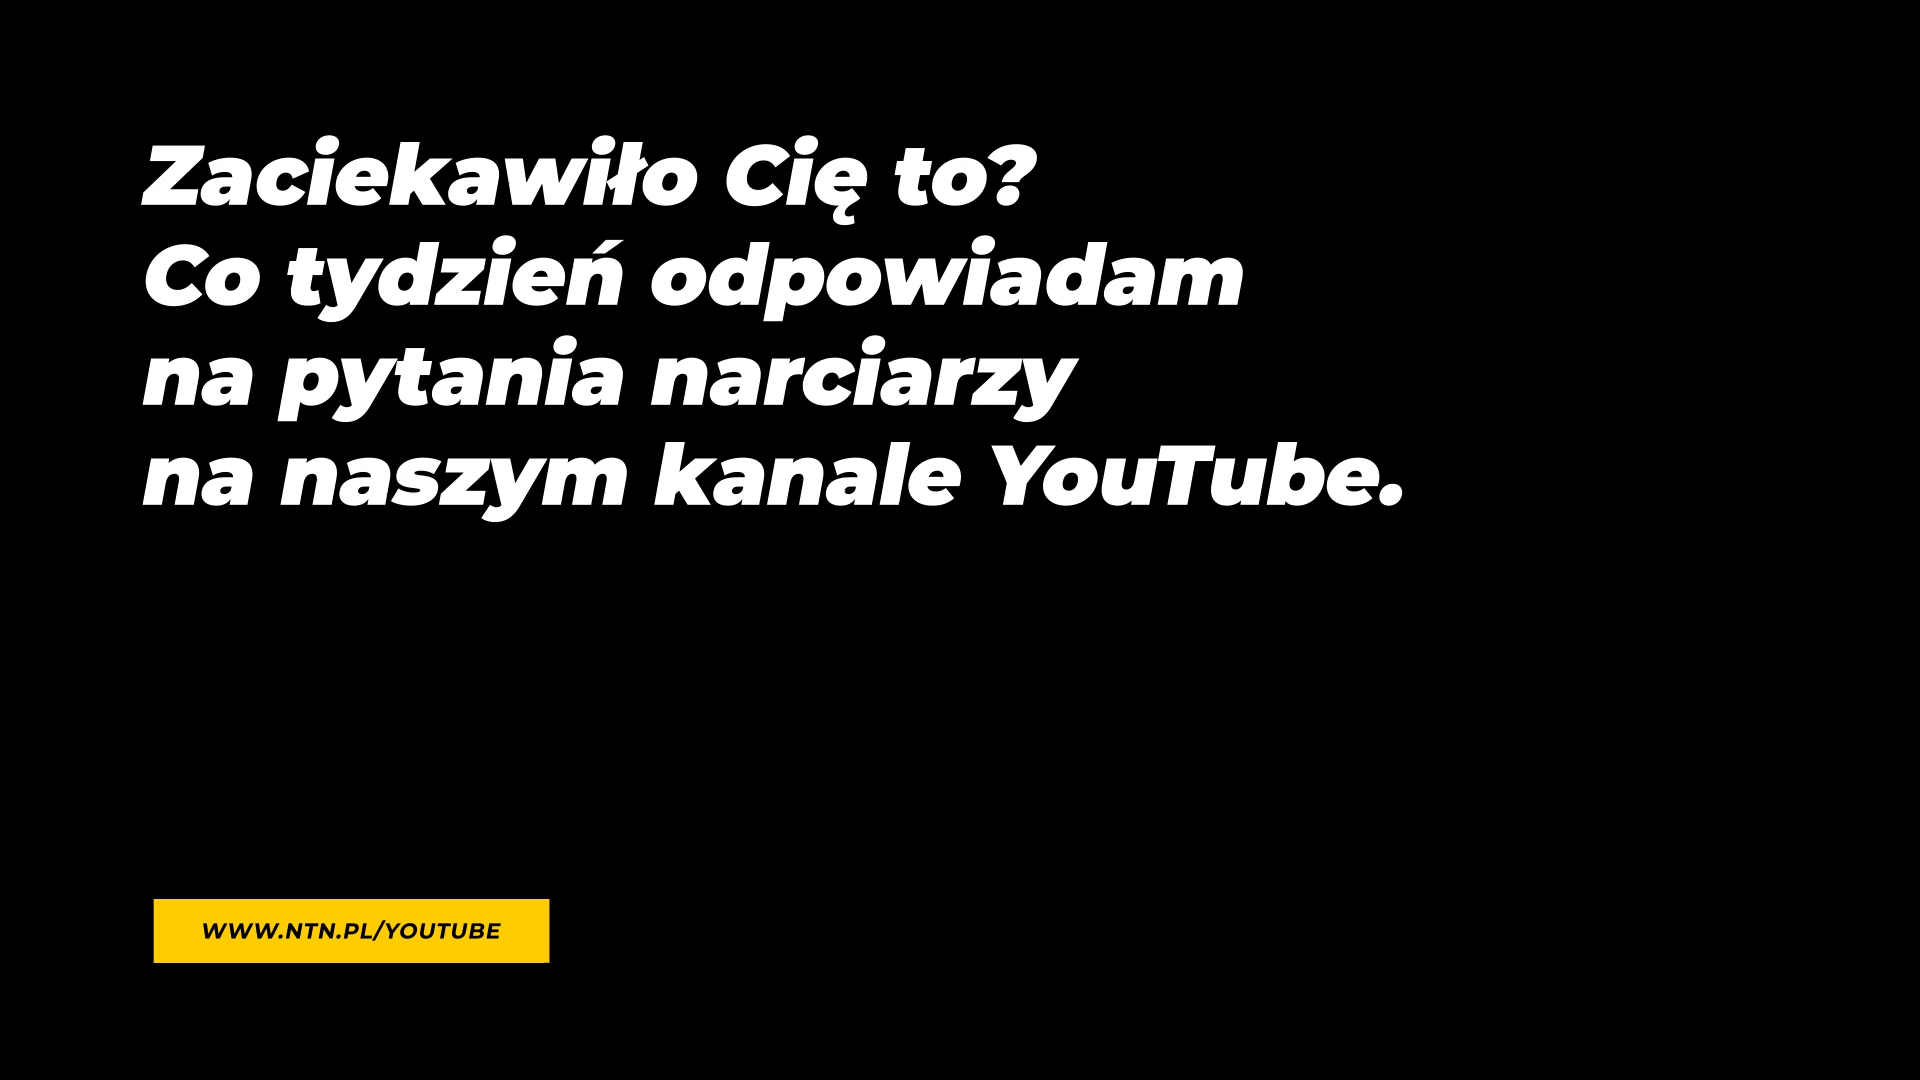 Zaciekawiło Cię to?
Co tydzień odpowiadam
na pytania narciarzy
na naszym kanale YouTube.
WWW.NTN.PL/YOUTUBE